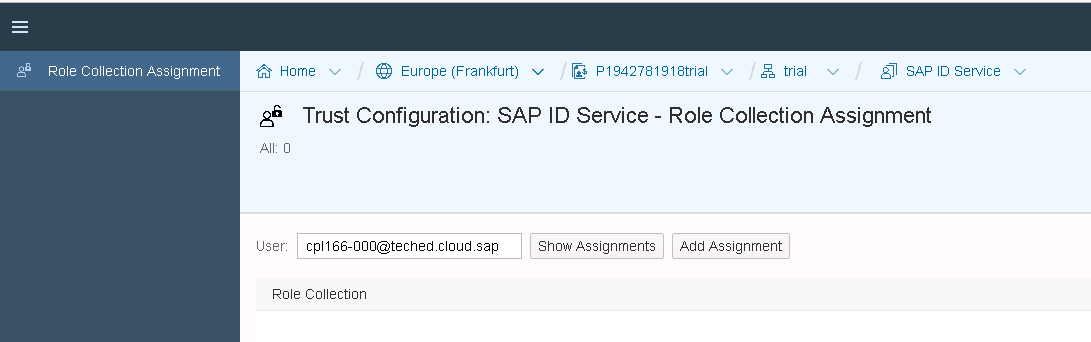 Role Collection Assignment
Home / Europe (Frankfurt) / P1942781918trial / trial / SAP ID Service
Trust Configuration: SAP ID Service - Role Collection Assignment
All: 0
User: cpl166-000@teched.cloud.sap Show Assignments Add Assignment
Role Collection